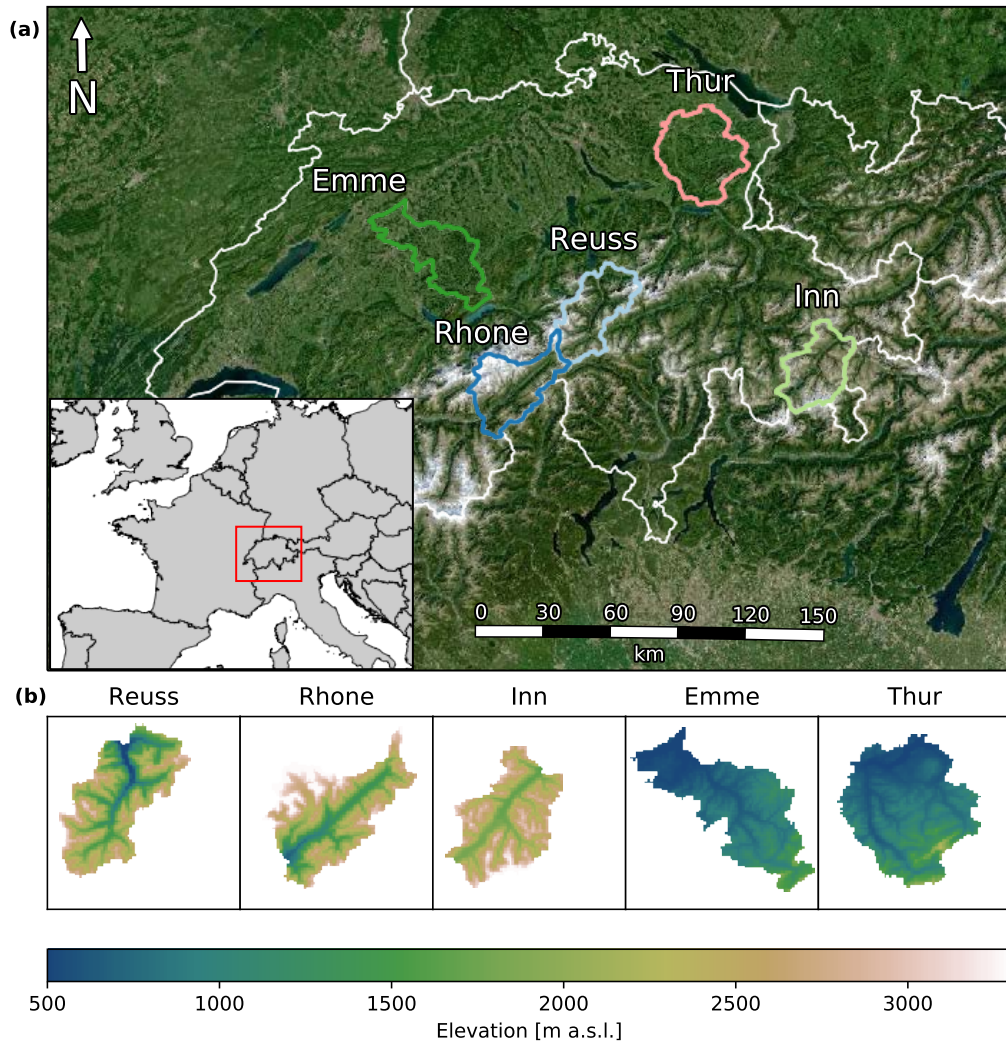 (a)
N
Thur
Emme
Reuss
Inn
Rhone
0 30 60 90 120 150
km
(b)
Reuss Rhone Inn Emme Thur
500 1000 1500 2000 2500 3000
Elevation [m a.s.l.]